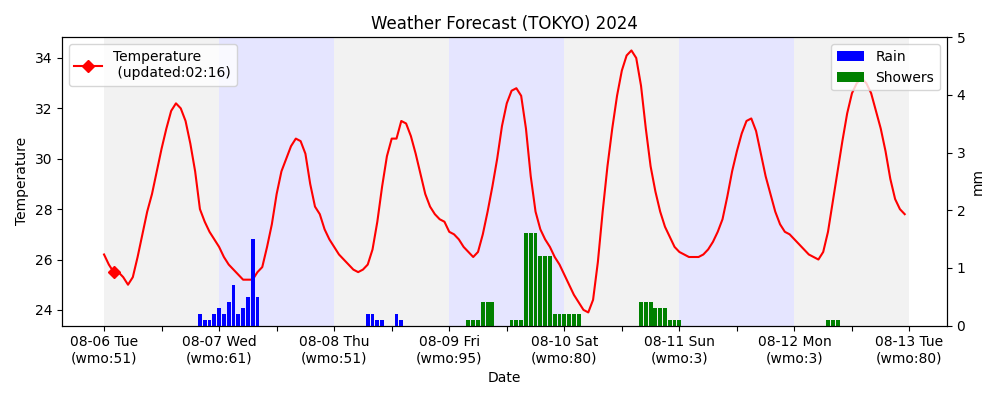 Weather Forecast (TOKYO) 2024
Temperature
(updated:02:16)
Rain
Showers
34
32
30
28
26
24
Temperature
5
4
3
2
1
0
mm
08-06 Tue
(wmo:51)
08-07 Wed
(wmo:61)
08-08 Thu
(wmo:51)
08-09 Fri
(wmo:95)
08-10 Sat
(wmo:80)
08-11 Sun
(wmo:3)
08-12 Mon
(wmo:3)
08-13 Tue
(wmo:80)
Date